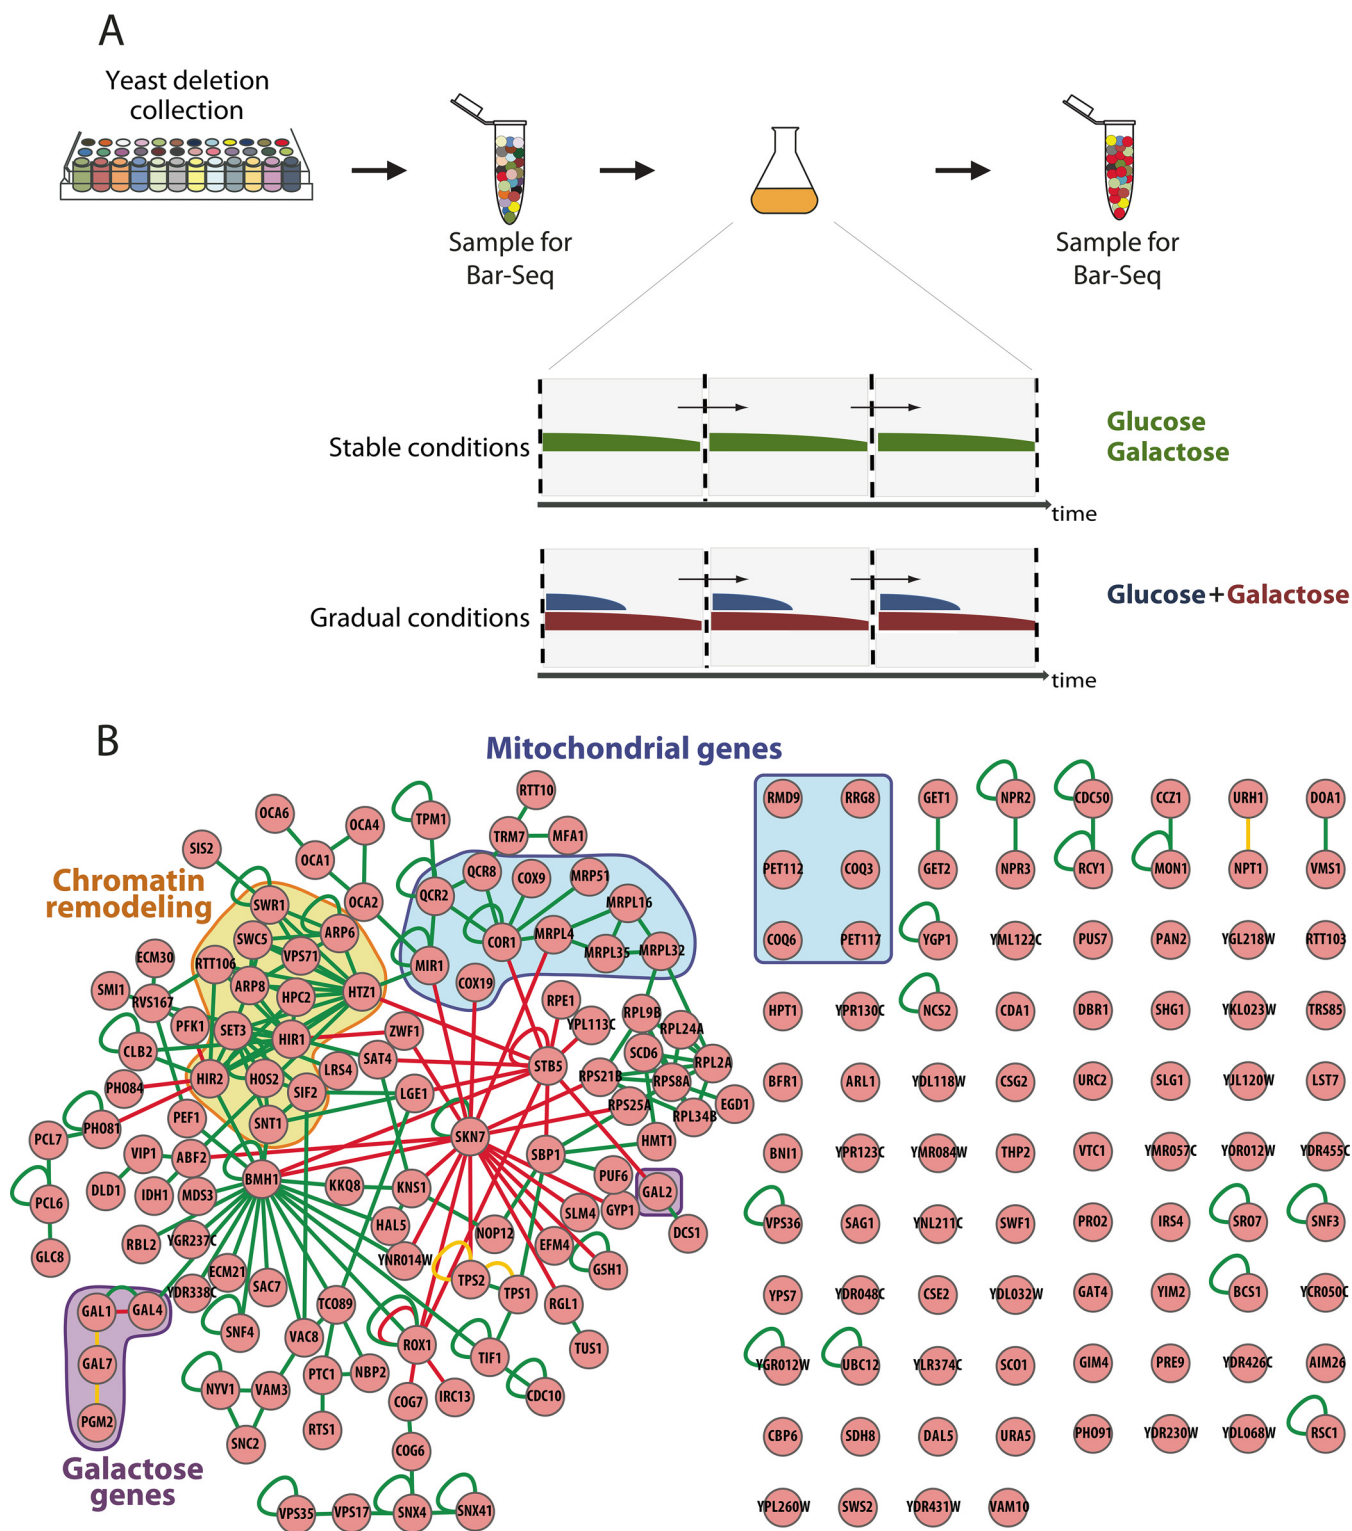 A
Yeast deletion
collection
Sample for
Bar-Seq
Sample for
Bar-Seq
Stable conditions
Glucose
Galactose
time
Gradual conditions
Glucose+Galactose
time
B
Mitochondrial genes
Chromatin
remodeling
Galactose
genes
RTT10
OCA6
OCA4
TPM1
TRM7
MFA1
SIS2
OCA1
QCR8
COX9
MRP51
QCR2
OCA2
MRPL16
SWR1
ARP6
SWC5
VPS71
COR1
MRPL4
MRPL35
MRPL32
ECM30
RTT106
MIR1
COX19
SMI1
RVS167
ARP8
HPC2
HTZ1
RPE1
PFK1
SET3
HIR1
ZWF1
YPL113C
RPL9B
RPL24A
CLB2
SAT4
STB5
SCD6
RPL2A
PHO84
HIR2
HOS2
LRS4
SIF2
LGE1
RPS21B
RPS8A
RPS25A
RPL34B
EGD1
PHO81
PEF1
SNT1
SKN7
HMT1
PCL7
VIP1
ABF2
SBP1
BMH1
PUF6
DLD1
IDH1
MDS3
KKQ8
KNS1
GAL2
PCL6
SLM4
GYP1
HAL5
NOP12
EFM4
DCS1
GLC8
RBL2
YGR237C
YNR014W
GSH1
ECM21
SAC7
TPS2
TPS1
YDR338C
TCO89
RGL1
GAL1
GAL4
SNF4
VAC8
ROX1
TIF1
TUS1
GAL7
NYV1
VAM3
PTC1
NBP2
CDC10
COG7
IRC13
PGM2
SNC2
RTS1
COG6
VPS35
VPS17
SNX4
SNX41
RMD9
RRG8
GET1
NPR2
CDC50
CCZ1
URH1
DOA1
PET112
COQ3
GET2
NPR3
RCY1
MON1
NPT1
VMS1
COQ6
PET117
YGP1
YML122C
PUS7
PAN2
YGL218W
RTT103
HPT1
YPR130C
NCS2
CDA1
DBR1
SHG1
YKL023W
TRS85
BFR1
ARL1
YDL118W
CSG2
URC2
SLG1
YJL120W
LST7
BNI1
YPR123C
YMR084W
THP2
VTC1
YMR057C
YOR012W
YDR455C
VPS36
SAG1
YNL211C
SWF1
PRO2
IRS4
SRO7
SNF3
YPS7
YDR048C
CSE2
YDL032W
GAT4
YIM2
BCS1
YCR050C
YGR012W
UBC12
YLR374C
SCO1
GIM4
PRE9
YDR426C
AIM26
CBP6
SDH8
DAL5
URA5
PHO91
YDR230W
YDL068W
RSC1
YPL260W
SWS2
YDR431W
VAM10